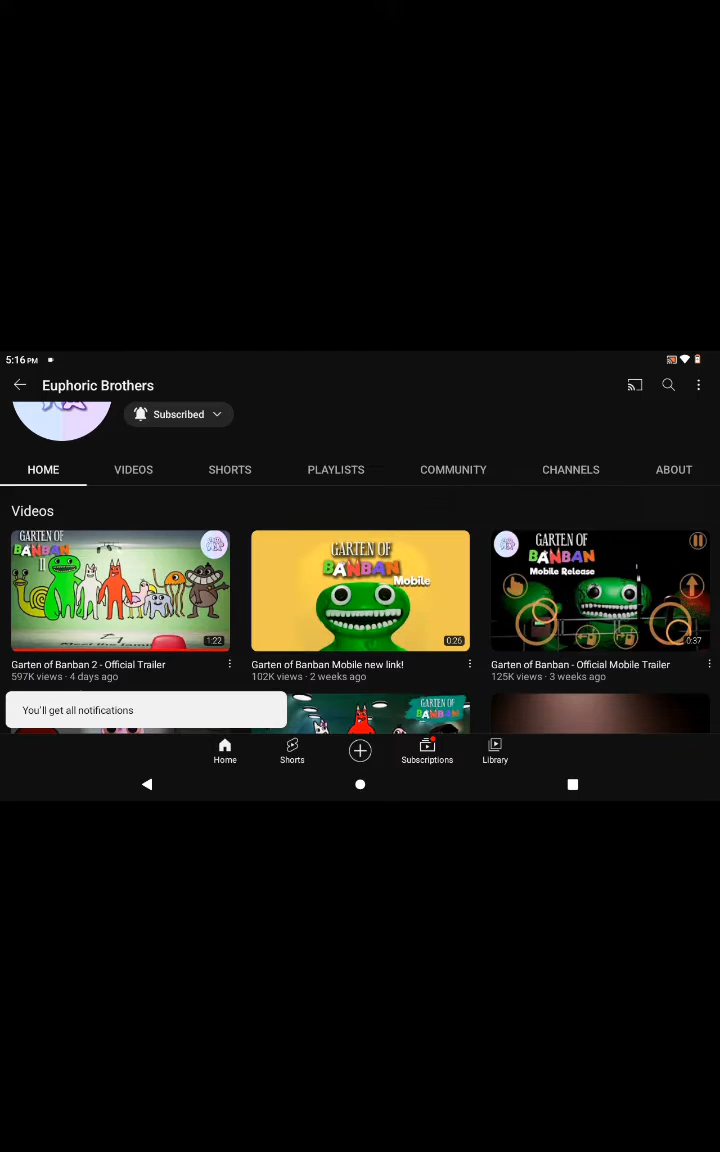 5:16 PM
Euphoric Brothers
Subscribed
HOME
VIDEOS
SHORTS
PLAYLISTS
COMMUNITY
CHANNELS
ABOUT
Videos
GARTEN OF
BANBAN
II
1:22
GARTEN OF
BANBAN
Mobile
0:26
GARTEN OF
BANBAN
Mobile Release
0:37
Garten of Banban 2 - Official Trailer
597K views · 4 days ago
Garten of Banban Mobile new link!
102K views · 2 weeks ago
Garten of Banban - Official Mobile Trailer
125K views · 3 weeks ago
GARTEN OF
BANBAN
You'll get all notifications
Home
Shorts
Subscriptions
Library